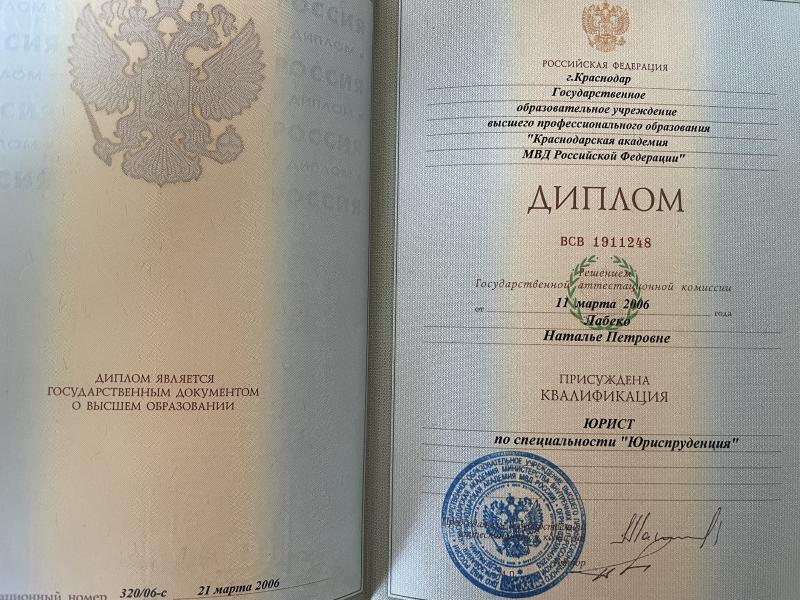 ДИПЛОМ ЯВЛЯЕТСЯ
ГОСУДАРСТВЕННЫМ ДОКУМЕНТОМ
О ВЫСШЕМ ОБРАЗОВАНИИ
номер 320/06-с 21 марта 2006
РОССИЙСКАЯ ФЕДЕРАЦИЯ
г.Краснодар
Государственное
образовательное учреждение
высшего профессионального образования
"Краснодарская академия
МВД Российской Федерации"
ДИПЛОМ
ВСВ 1911248
Решением
Государственной аттестационной комиссии
от 11 марта 2006 года
Лабеко
Наталье Петровне
ПРИСУЖДЕНА
КВАЛИФИКАЦИЯ
ЮРИСТ
по специальности "Юриспруденция"